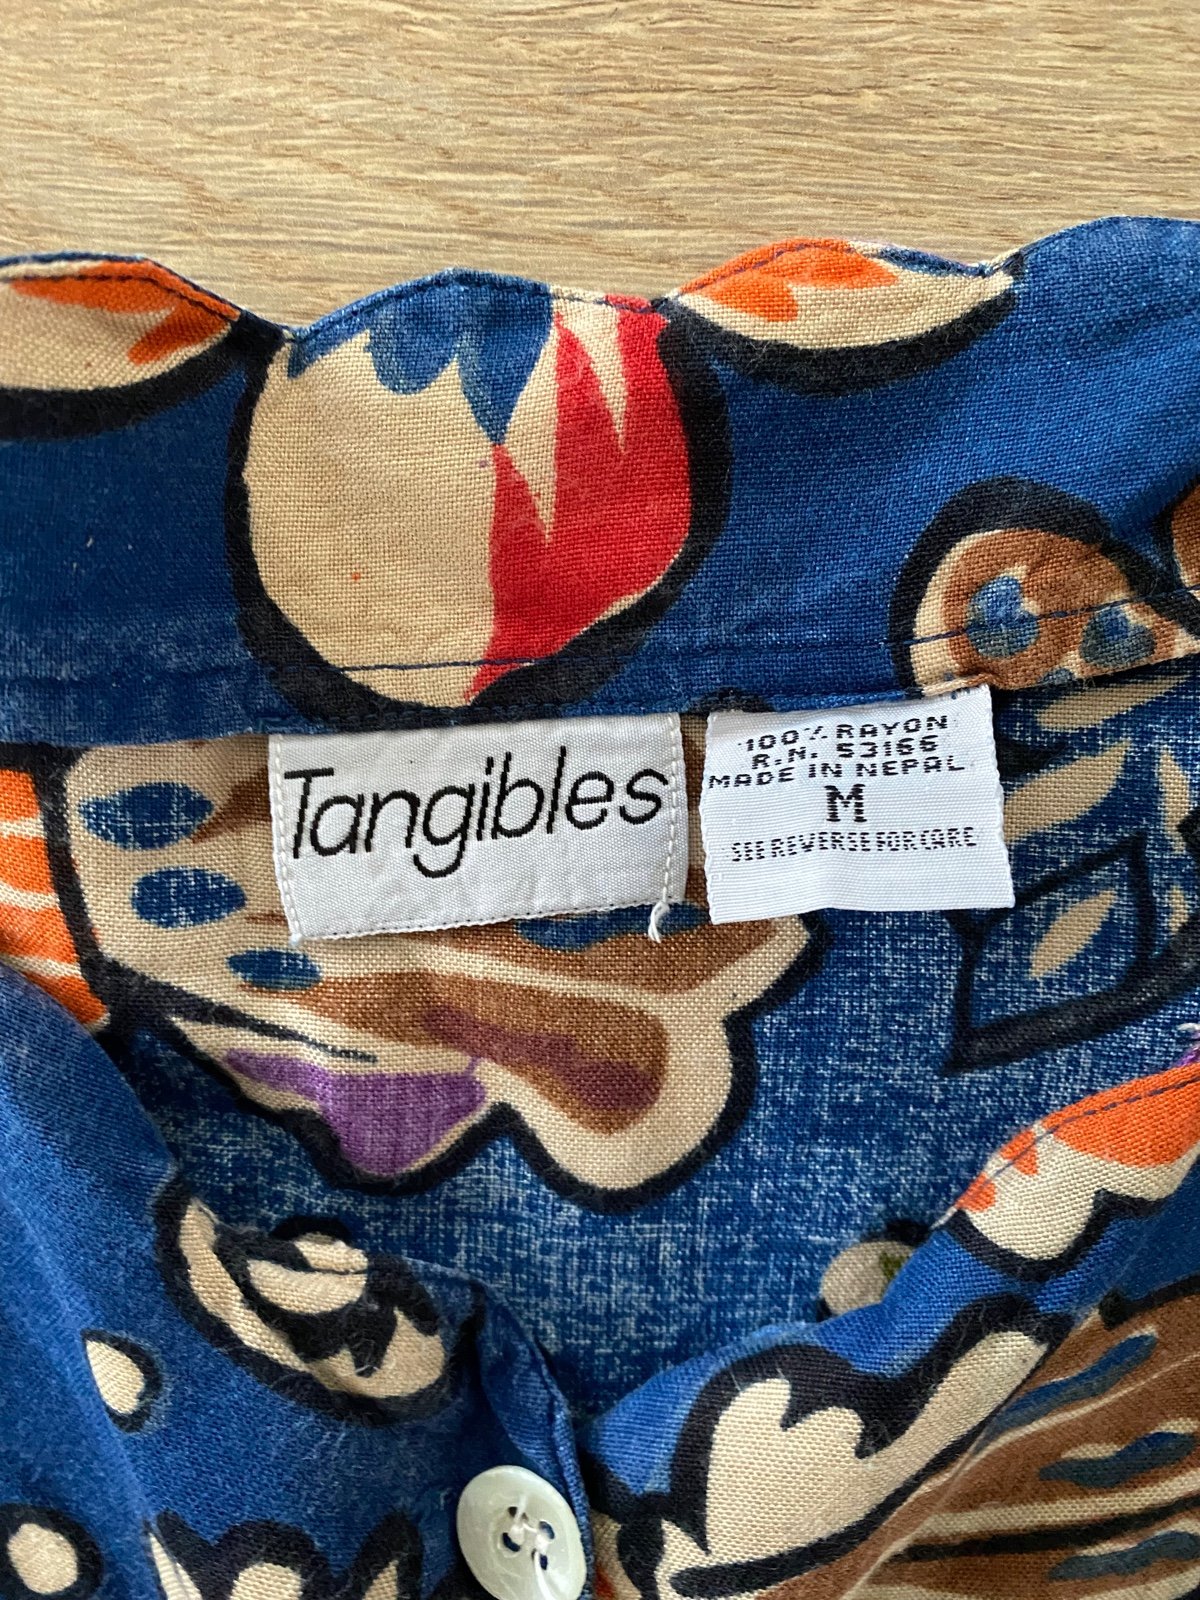 Tangibles
100% RAYON
R.N. 53166
MADE IN NEPAL
M
SEE REVERSE FOR CARE